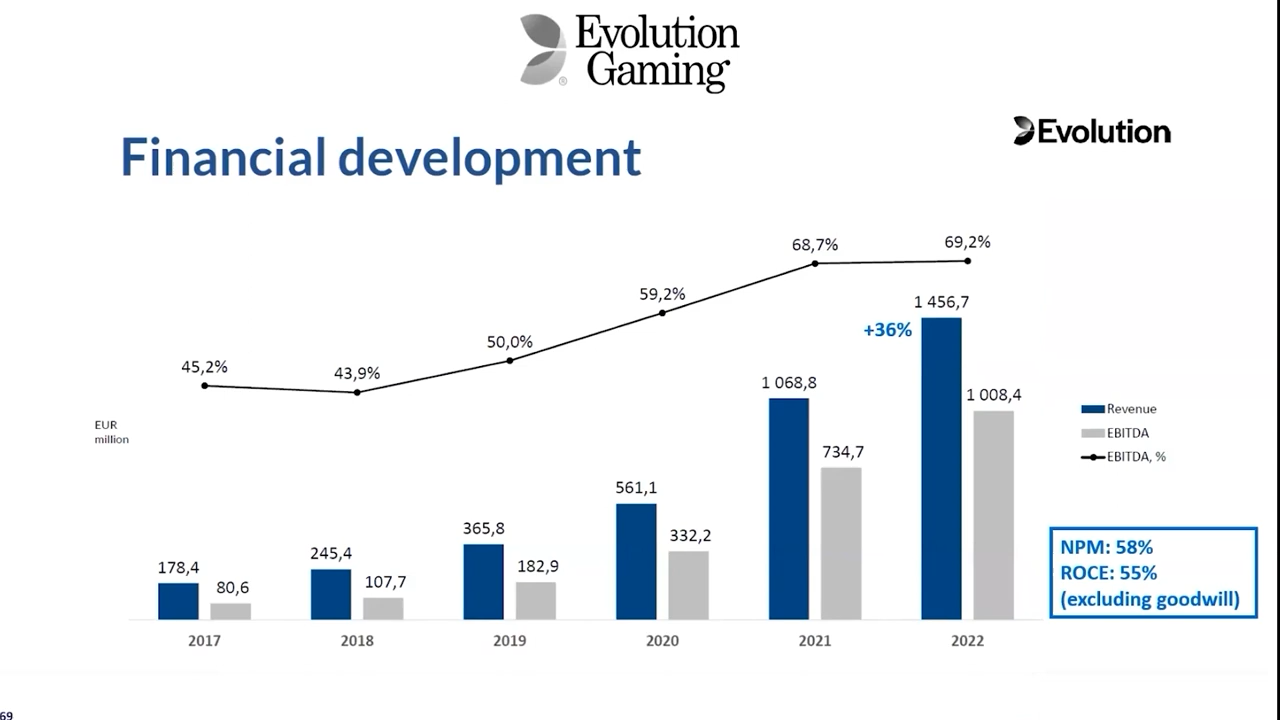 Evolution
Gaming
®
Financial development
Evolution
68,7%
69,2%
59,2%
50,0%
45,2%
43,9%
1 456,7
+36%
1 068,8
1 008,4
EUR
million
734,7
561,1
332,2
365,8
182,9
245,4
107,7
178,4
80,6
Revenue
EBITDA
EBITDA, %
NPM: 58%
ROCE: 55%
(excluding goodwill)
2017 2018 2019 2020 2021 2022
69